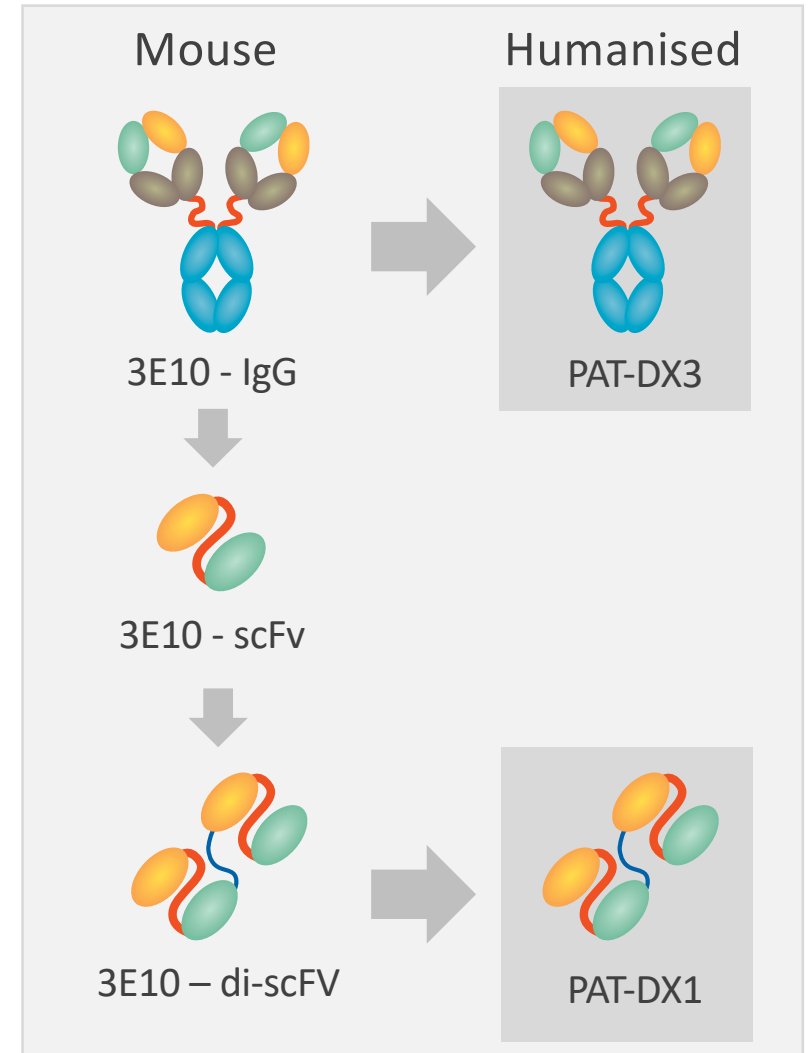 Mouse
Humanised
3E10 - IgG
PAT-DX3
3E10 - scFv
3E10 – di-scFV
PAT-DX1